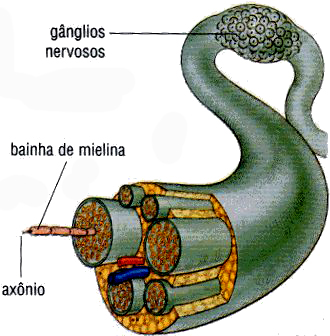 gânglios
nervosos
bainha de mielina
axônio